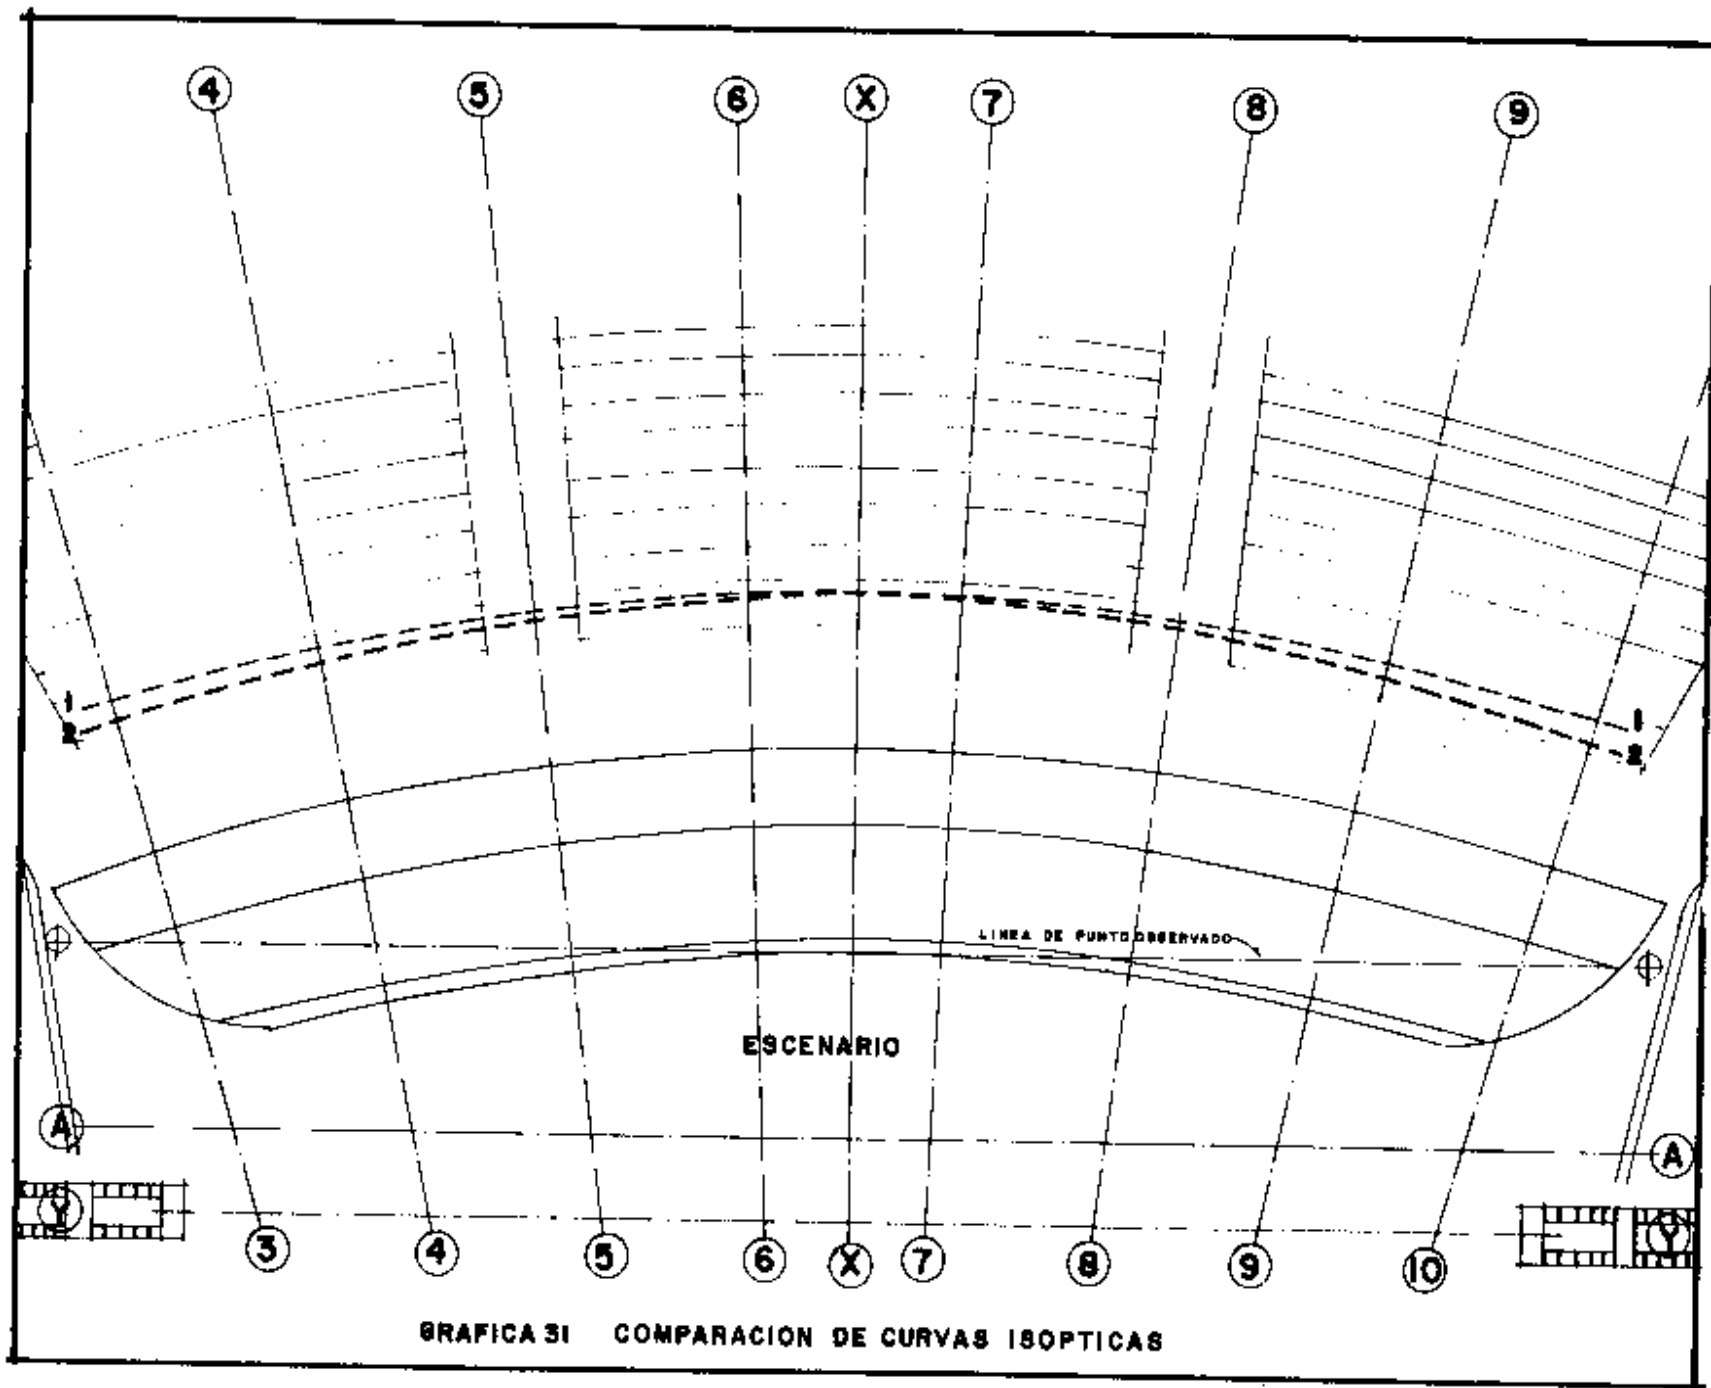 4 5 6 X 7 8 9
1 1
2 2
LINEA DE PUNTO OBSERVADO
ESCENARIO
A A
Y Y
3 4 5 6 X 7 8 9 10
GRAFICA 31 COMPARACION DE CURVAS ISOPTICAS